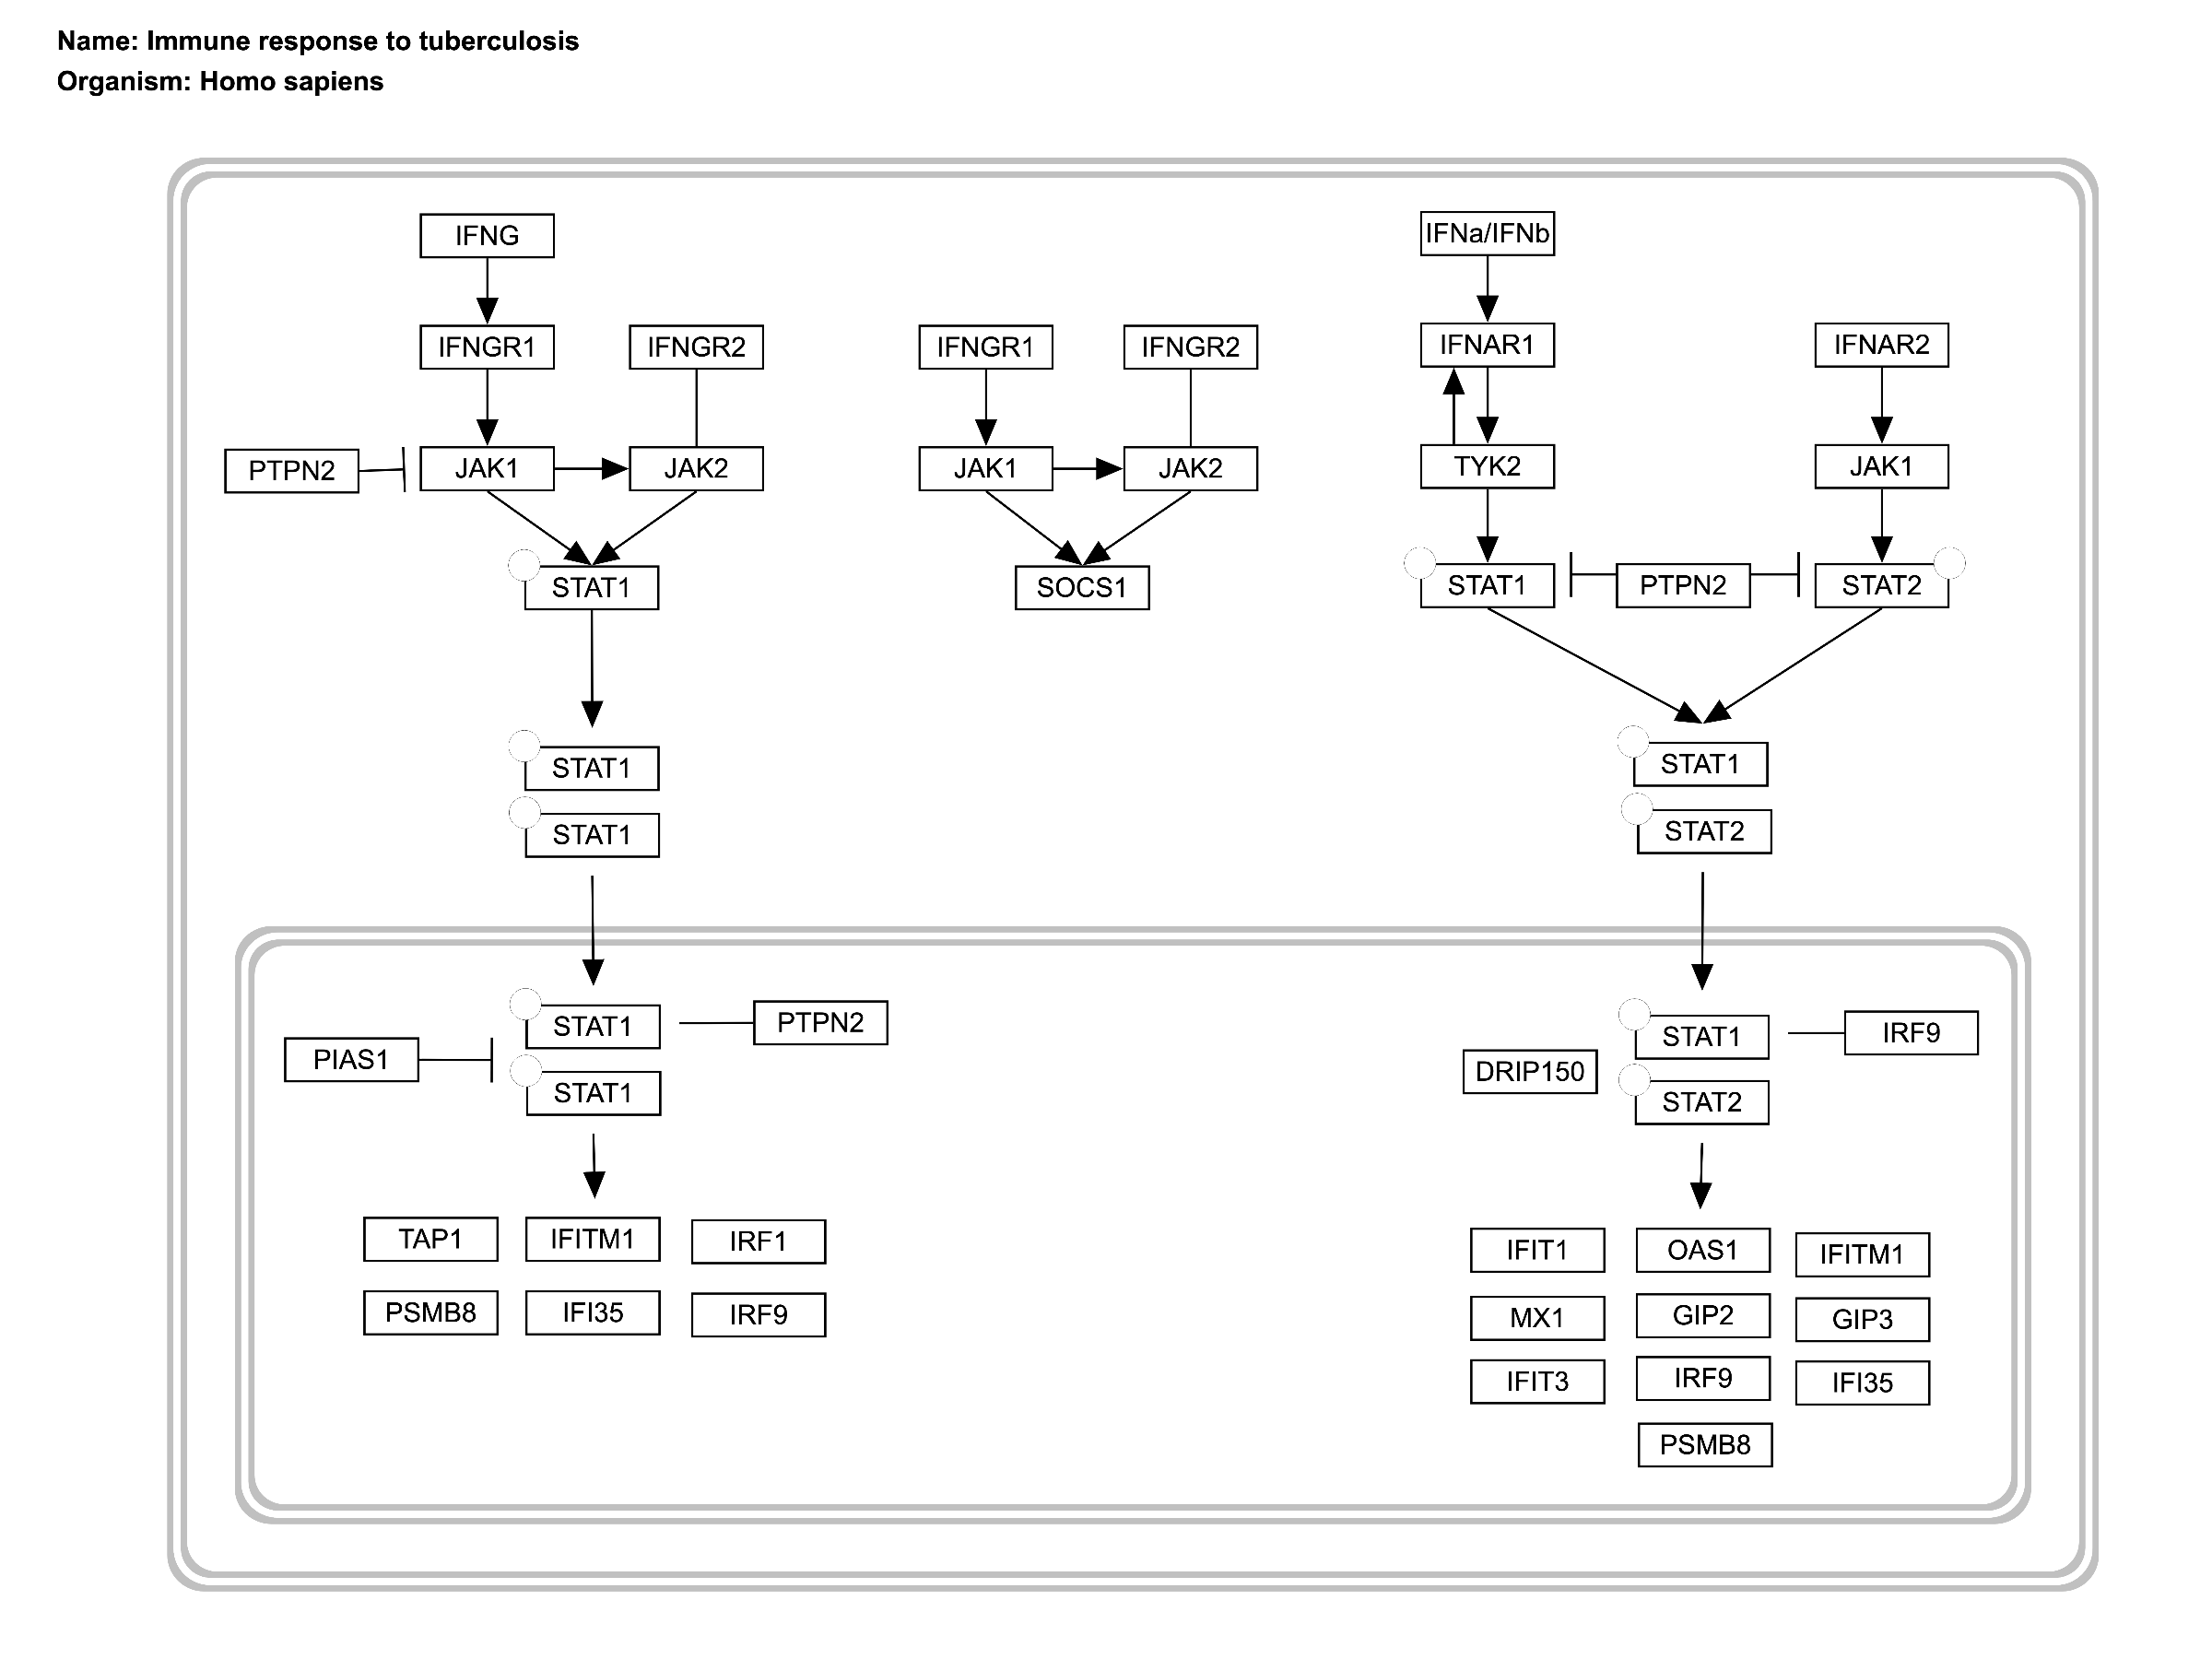 Name: Immune response to tuberculosis
Organism: Homo sapiens
IFNG
IFNa/IFNb
IFNGR1
IFNGR2
IFNGR1
IFNGR2
IFNAR1
IFNAR2
PTPN2
JAK1
JAK2
JAK1
JAK2
TYK2
JAK1
STAT1
SOCS1
STAT1
PTPN2
STAT2
STAT1
STAT1
STAT1
STAT2
STAT1
PTPN2
PIAS1
STAT1
STAT1
IRF9
DRIP150
STAT2
TAP1
IFITM1
IRF1
PSMB8
IFI35
IRF9
IFIT1
OAS1
IFITM1
MX1
GIP2
GIP3
IFIT3
IRF9
IFI35
PSMB8